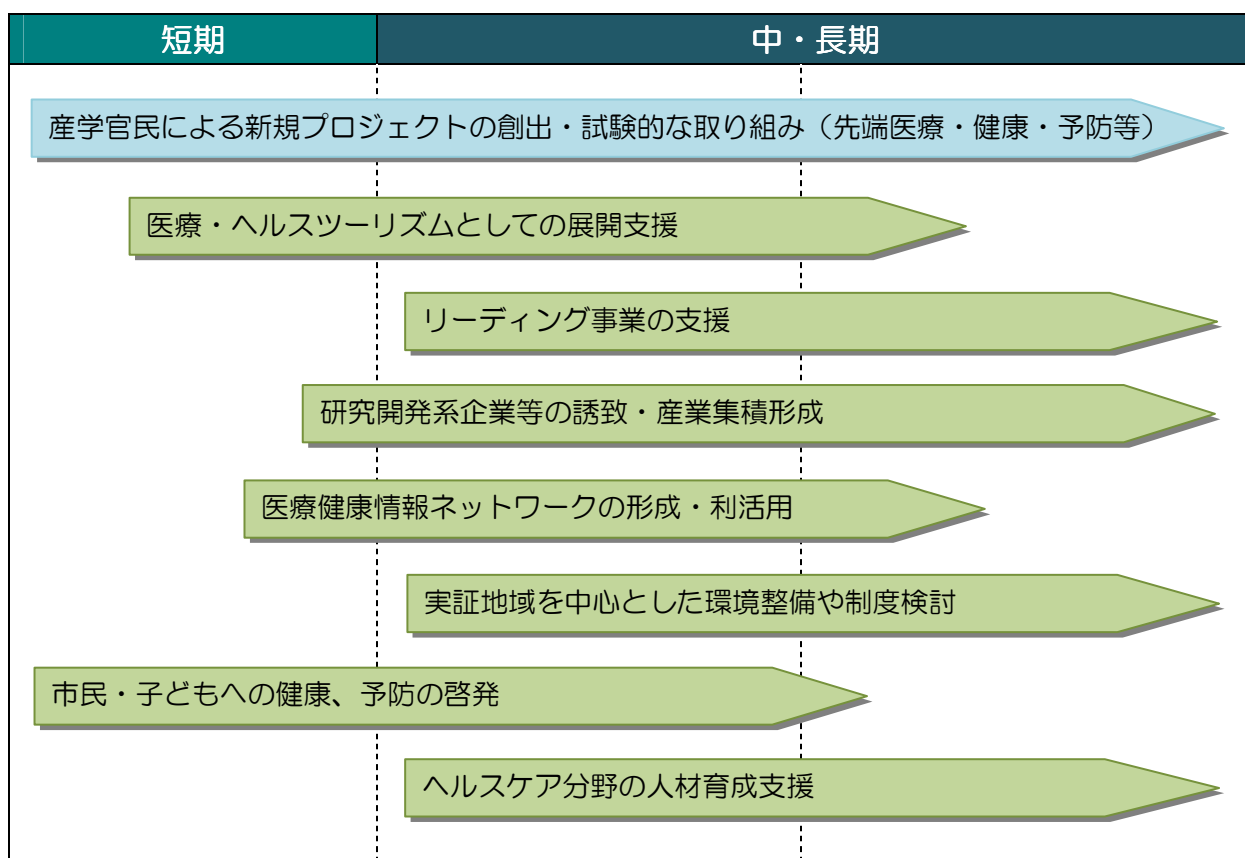 短期
中・長期
産学官民による新規プロジェクトの創出・試験的な取り組み（先端医療・健康・予防等）
医療・ヘルスツーリズムとしての展開支援
リーディング事業の支援
研究開発系企業等の誘致・産業集積形成
医療健康情報ネットワークの形成・利活用
実証地域を中心とした環境整備や制度検討
市民・子どもへの健康、予防の啓発
ヘルスケア分野の人材育成支援